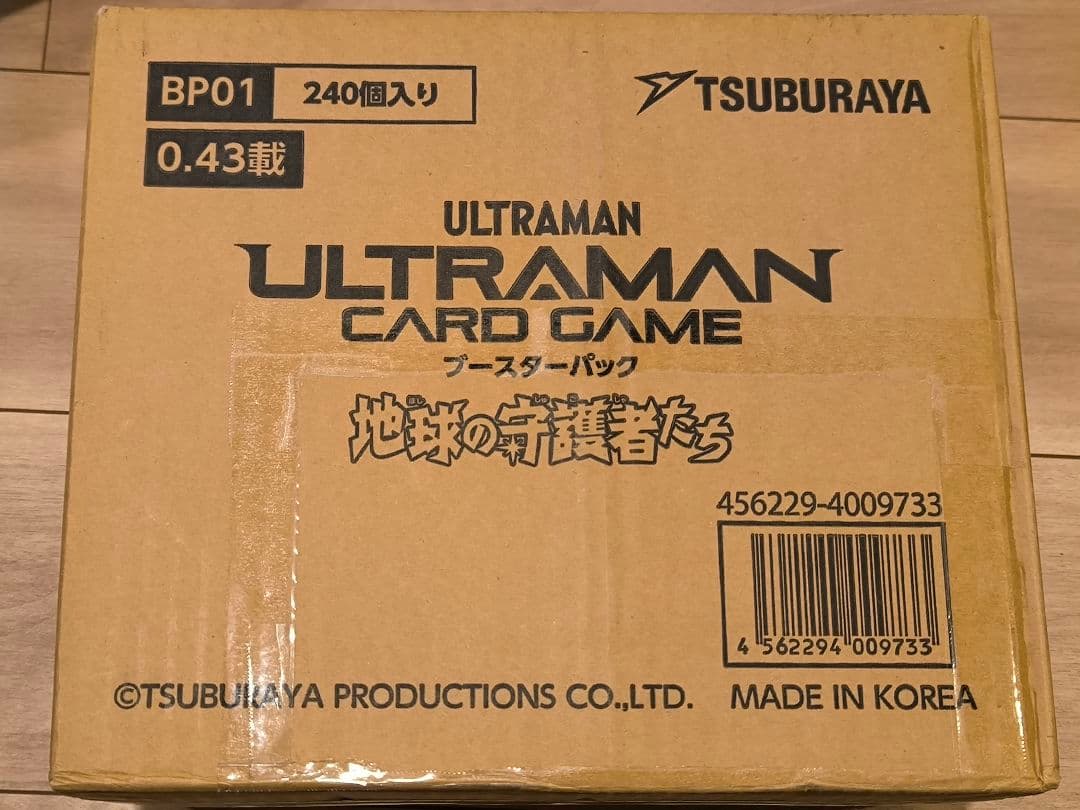 BP01 240個入り
TSUBURAYA
0.43載
ULTRAMAN
ULTRAMAN
CARD GAME
ブースターパック
地球の守護者たち
456229-4009733
4 562294 009733
©TSUBURAYA PRODUCTIONS CO.,LTD. MADE IN KOREA